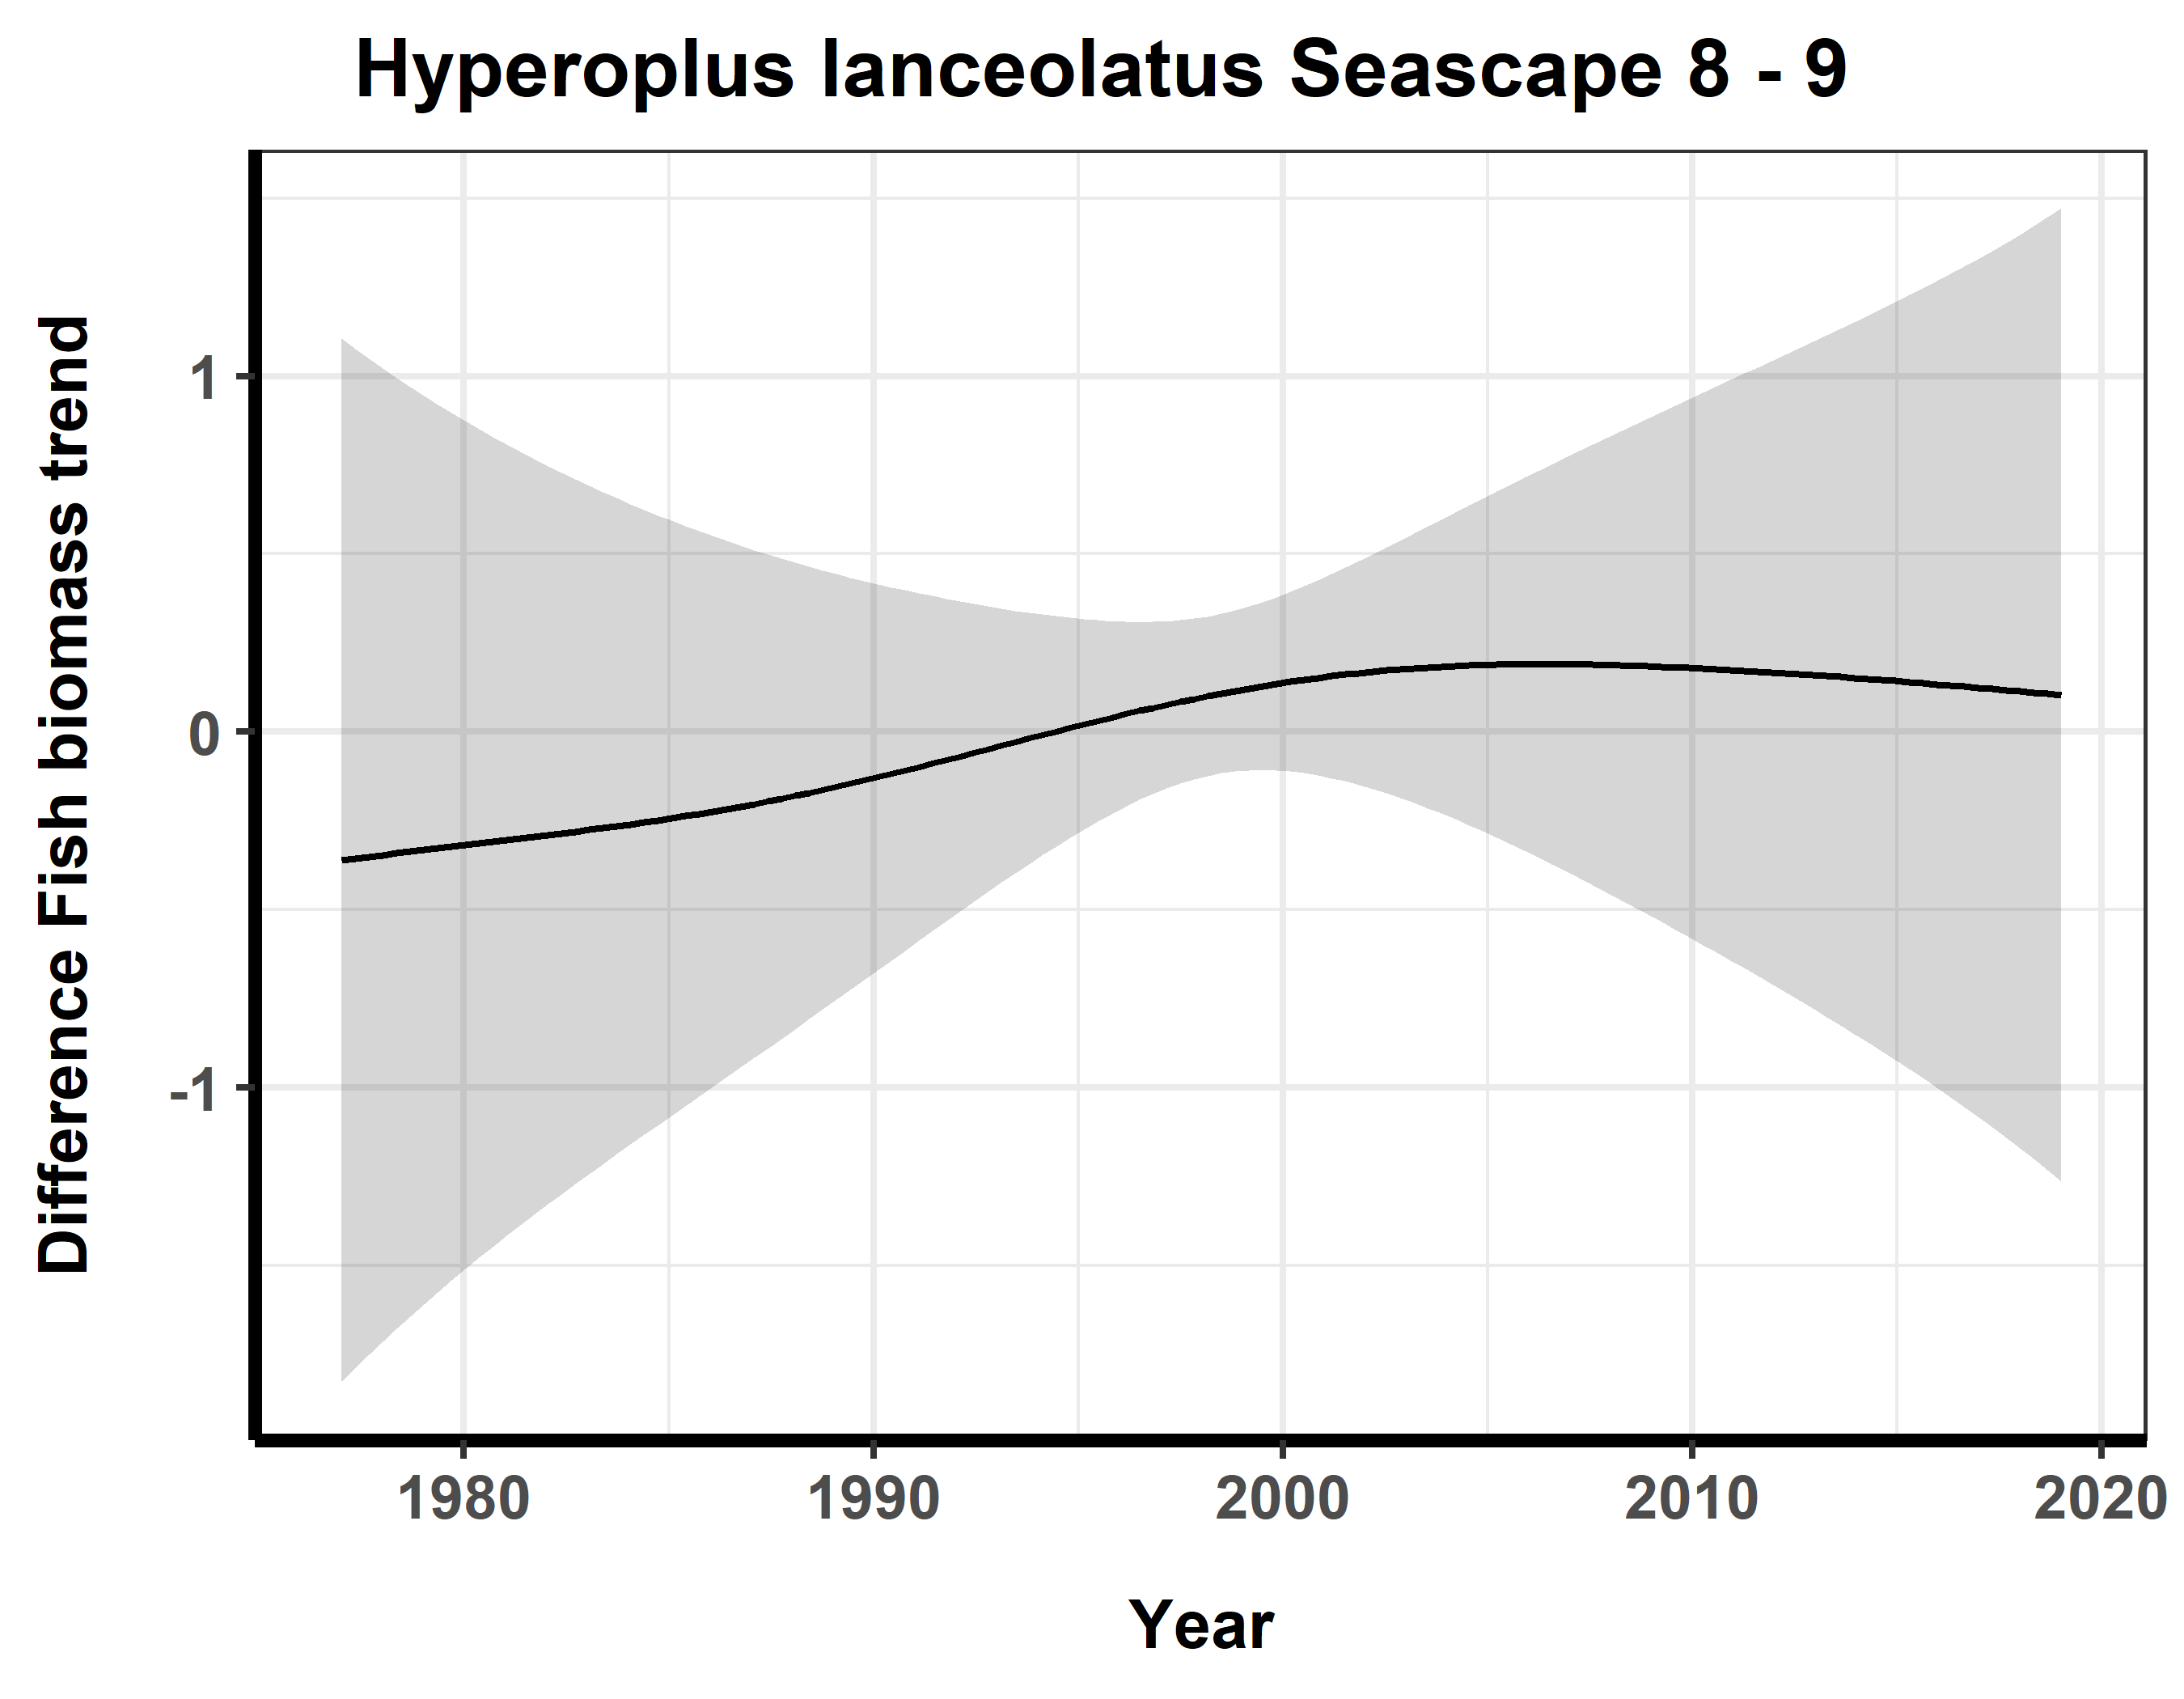 Hyperoplus lanceolatus Seascape 8 - 9
Difference Fish biomass trend
1
0
-1
1980 1990 2000 2010 2020
Year